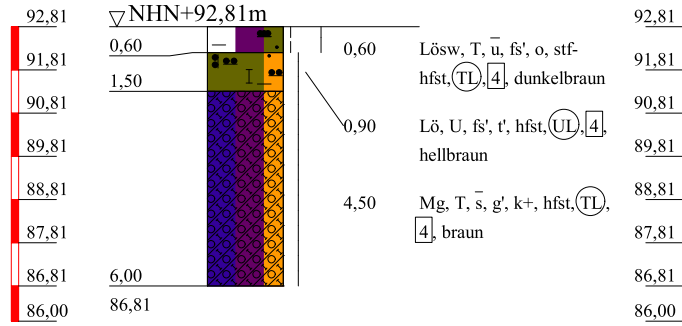 92,81
91,81
90,81
89,81
88,81
87,81
86,81
86,00
NHN+92,81m
0,60
1,50
6,00
86,81
0,60 Lösw, T, u̅, fs', o, stf-
hfst, TL, 4, dunkelbraun
0,90 Lö, U, fs', t', hfst, UL, 4,
hellbraun
4,50 Mg, T, s̅, g', k+, hfst, TL,
4, braun
92,81
91,81
90,81
89,81
88,81
87,81
86,81
86,00